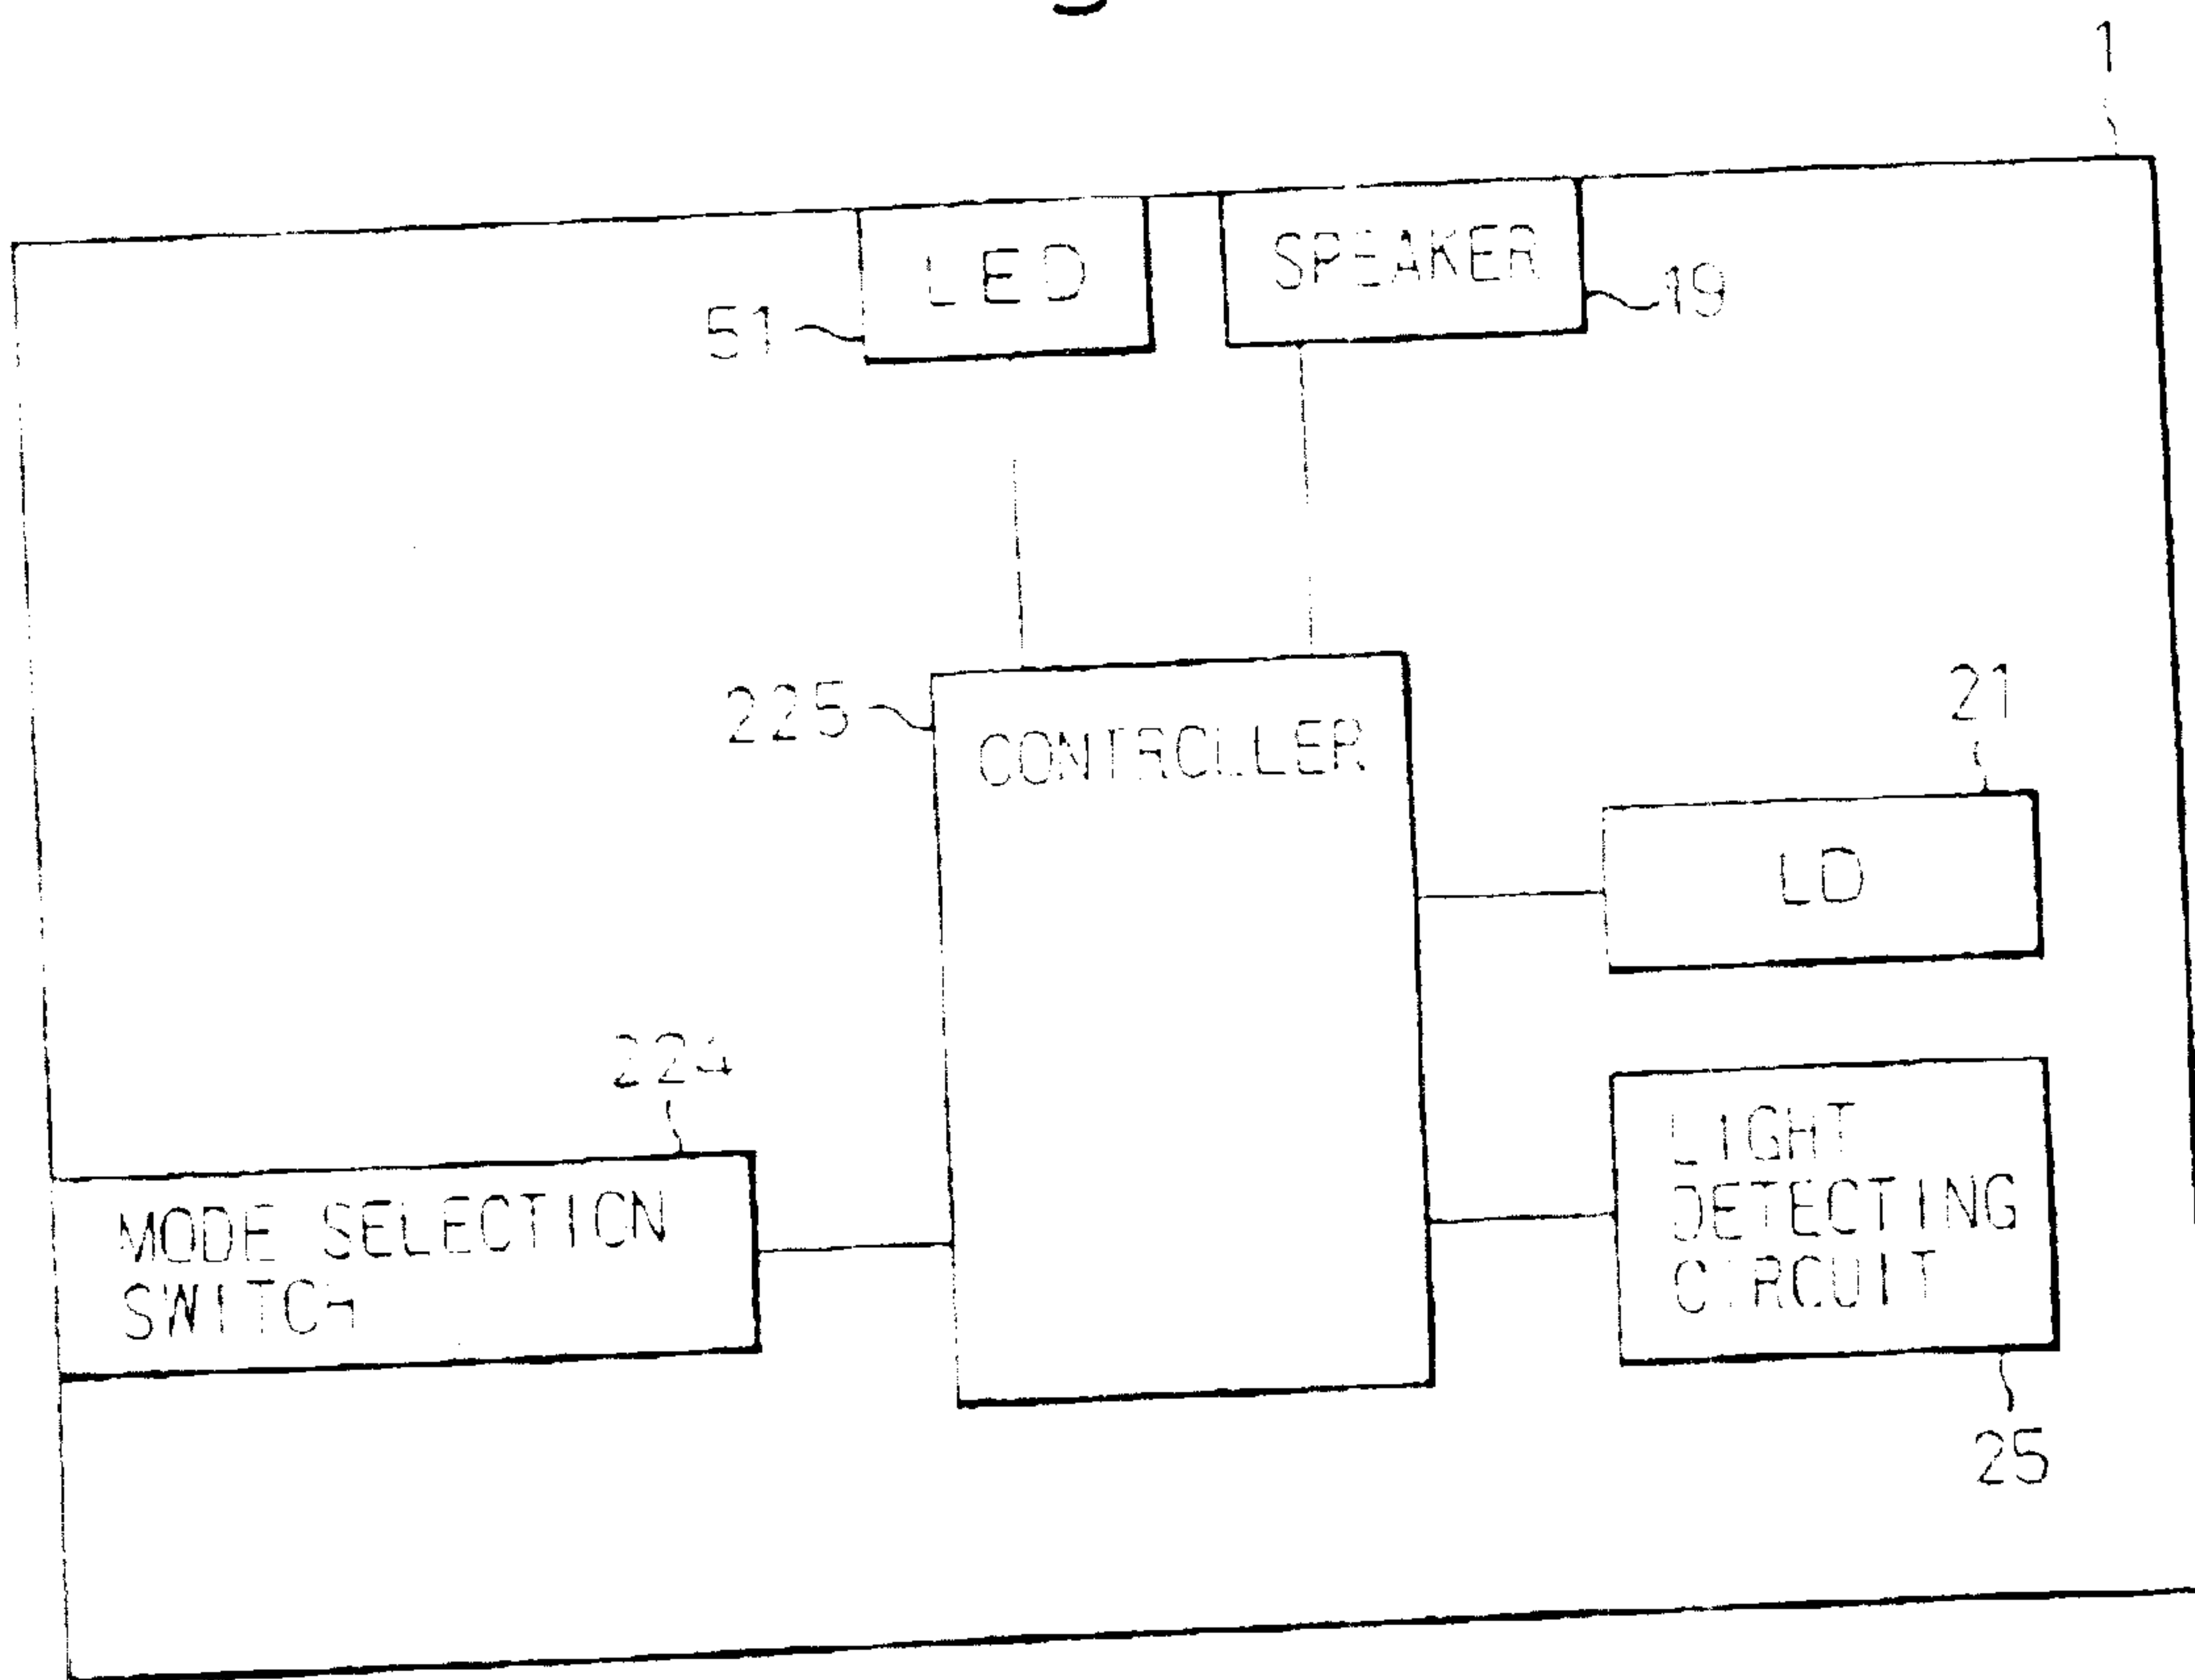 1
LED
SPEAKER
51
19
225
CONTROLLER
21
LD
224
LIGHT
DETECTING
CIRCUIT
MODE SELECTION
SWITCH
25